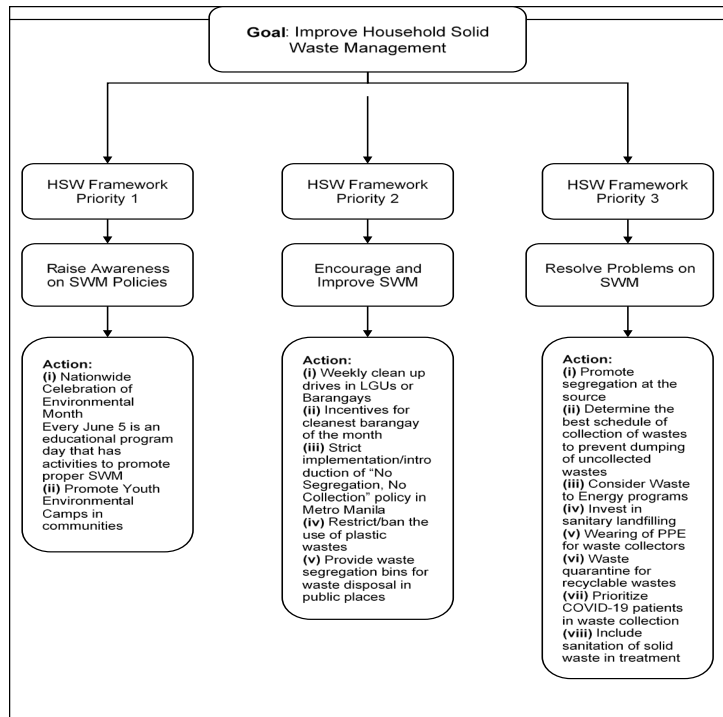 Goal: Improve Household Solid
Waste Management
HSW Framework
Priority 1
HSW Framework
Priority 2
HSW Framework
Priority 3
Raise Awareness
on SWM Policies
Encourage and
Improve SWM
Resolve Problems on
SWM
Action:
(i) Nationwide
Celebration of
Environmental
Month
Every June 5 is an
educational program
day that has
activities to promote
proper SWM
(ii) Promote Youth
Environmental
Camps in
communities
Action:
(i) Weekly clean up
drives in LGUs or
Barangays
(ii) Incentives for
cleanest barangay
of the month
(iii) Strict
implementation/intro
duction of “No
Segregation, No
Collection” policy in
Metro Manila
(iv) Restrict/ban the
use of plastic
wastes
(v) Provide waste
segregation bins for
waste disposal in
public places
Action:
(i) Promote
segregation at the
source
(ii) Determine the
best schedule of
collection of wastes
to prevent dumping
of uncollected
wastes
(iii) Consider Waste
to Energy programs
(iv) Invest in
sanitary landfilling
(v) Wearing of PPE
for waste collectors
(vi) Waste
quarantine for
recyclable wastes
(vii) Prioritize
COVID-19 patients
in waste collection
(viii) Include
sanitation of solid
waste in treatment